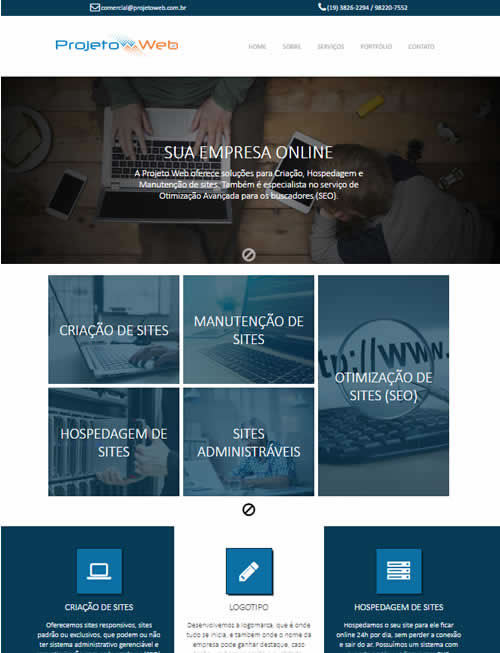 comercial@projetoweb.com.br
(19) 3826-2294 / 98220-7552
Projeto Web
HOME SOBRE SERVIÇOS PORTFÓLIO CONTATO
SUA EMPRESA ONLINE
A Projeto Web oferece soluções para Criação, Hospedagem e
Manutenção de sites. Também é especialista no serviço de
Otimização Avançada para os buscadores (SEO).
CRIAÇÃO DE SITES
MANUTENÇÃO DE
SITES
tp://www.
OTIMIZAÇÃO DE
SITES (SEO)
HOSPEDAGEM DE
SITES
SITES
ADMINISTRÁVEIS
CRIAÇÃO DE SITES
Oferecemos sites responsivos, sites
padrão ou exclusivos, que podem ou não
ter sistema administrativo gerenciável e
LOGOTIPO
Desenvolvemos a logomarca, que é onde
tudo se inicia, e também onde o nome da
empresa pode ganhar destaque, caso
HOSPEDAGEM DE SITES
Hospedamos o seu site para ele ficar
online 24h por dia, sem perder a conexão
e sair do ar. Possuímos um sistema com